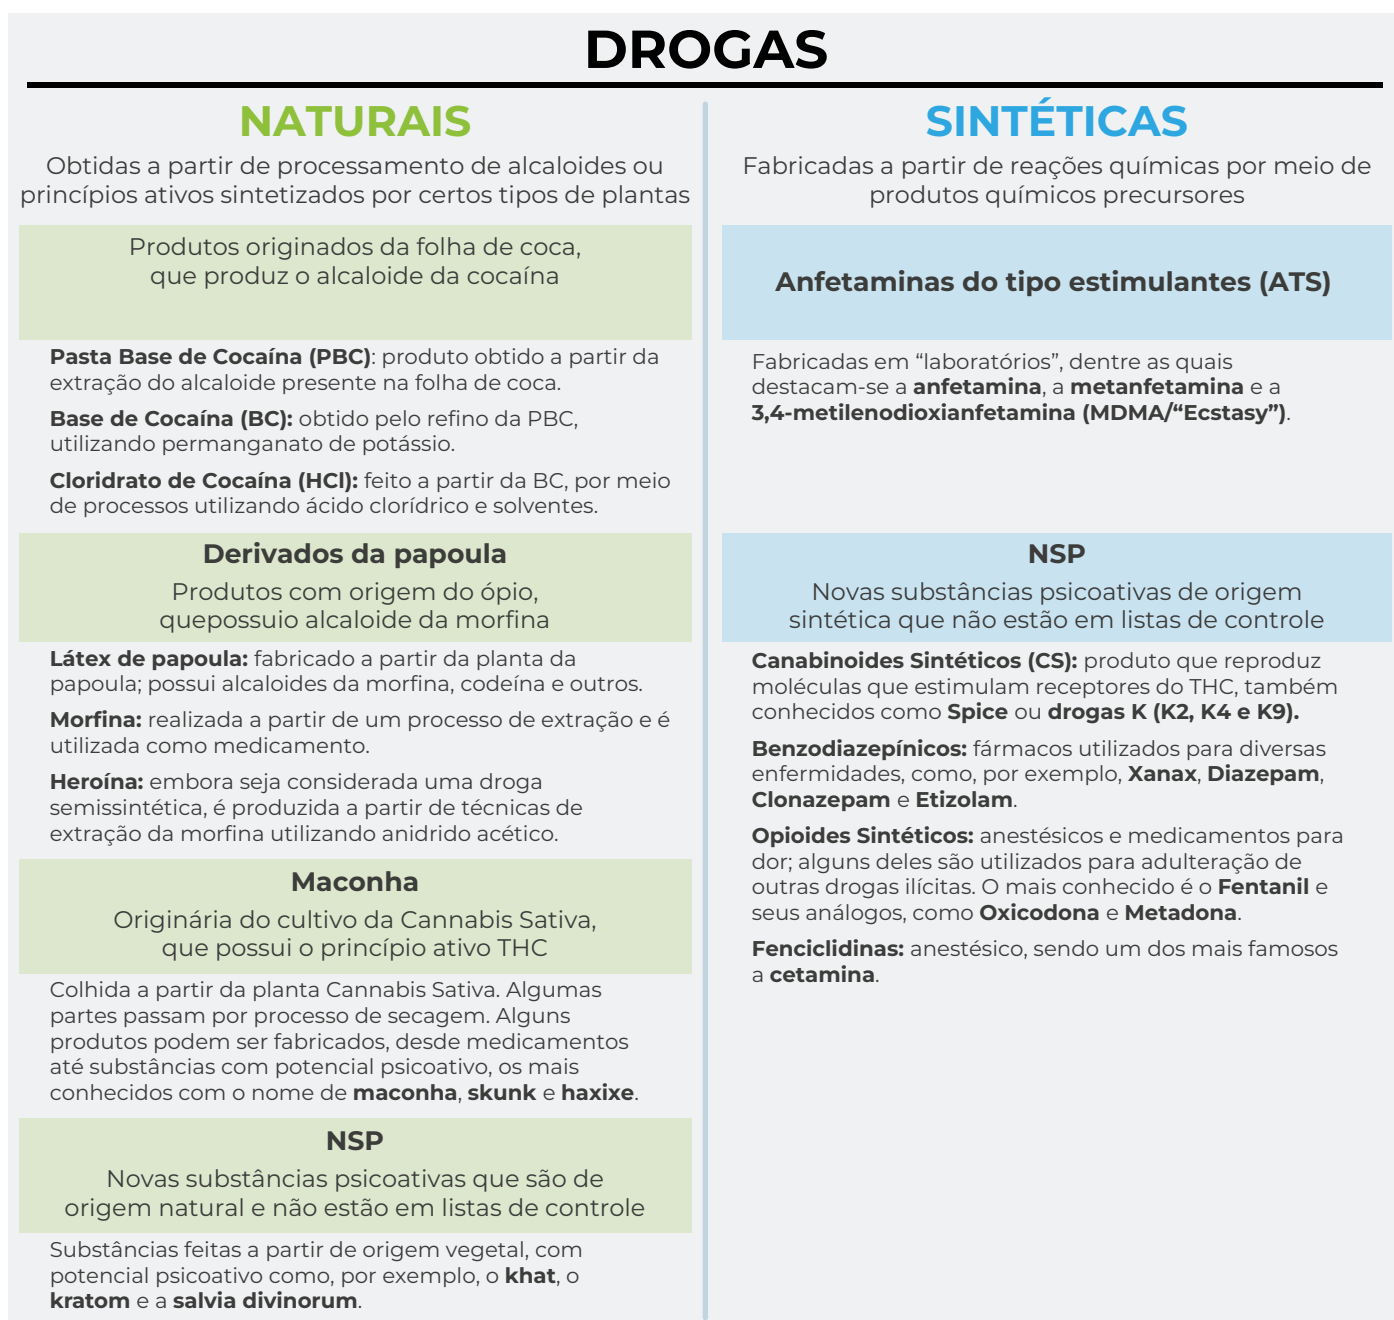 DROGAS
NATURAIS
Obtidas a partir de processamento de alcaloides ou
princípios ativos sintetizados por certos tipos de plantas
Produtos originados da folha de coca,
que produz o alcaloide da cocaína
Pasta Base de Cocaína (PBC): produto obtido a partir da
extração do alcaloide presente na folha de coca.
Base de Cocaína (BC): obtido pelo refino da PBC,
utilizando permanganato de potássio.
Cloridrato de Cocaína (HCl): feito a partir da BC, por meio
de processos utilizando ácido clorídrico e solventes.
Derivados da papoula
Produtos com origem do ópio,
quepossuio alcaloide da morfina
Látex de papoula: fabricado a partir da planta da
papoula; possui alcaloides da morfina, codeína e outros.
Morfina: realizada a partir de um processo de extração e é
utilizada como medicamento.
Heroína: embora seja considerada uma droga
semissintética, é produzida a partir de técnicas de
extração da morfina utilizando anidrido acético.
Maconha
Originária do cultivo da Cannabis Sativa,
que possui o princípio ativo THC
Colhida a partir da planta Cannabis Sativa. Algumas
partes passam por processo de secagem. Alguns
produtos podem ser fabricados, desde medicamentos
até substâncias com potencial psicoativo, os mais
conhecidos com o nome de maconha, skunk e haxixe.
NSP
Novas substâncias psicoativas que são de
origem natural e não estão em listas de controle
Substâncias feitas a partir de origem vegetal, com
potencial psicoativo como, por exemplo, o khat, o
kratom e a salvia divinorum.
SINTÉTICAS
Fabricadas a partir de reações químicas por meio de
produtos químicos precursores
Anfetaminas do tipo estimulantes (ATS)
Fabricadas em “laboratórios”, dentre as quais
destacam-se a anfetamina, a metanfetamina e a
3,4-metilenodioxianfetamina (MDMA/“Ecstasy”).
NSP
Novas substâncias psicoativas de origem
sintética que não estão em listas de controle
Canabinoides Sintéticos (CS): produto que reproduz
moléculas que estimulam receptores do THC, também
conhecidos como Spice ou drogas K (K2, K4 e K9).
Benzodiazepínicos: fármacos utilizados para diversas
enfermidades, como, por exemplo, Xanax, Diazepam,
Clonazepam e Etizolam.
Opioides Sintéticos: anestésicos e medicamentos para
dor; alguns deles são utilizados para adulteração de
outras drogas ilícitas. O mais conhecido é o Fentanil e
seus análogos, como Oxicodona e Metadona.
Fenciclidinas: anestésico, sendo um dos mais famosos
a cetamina.